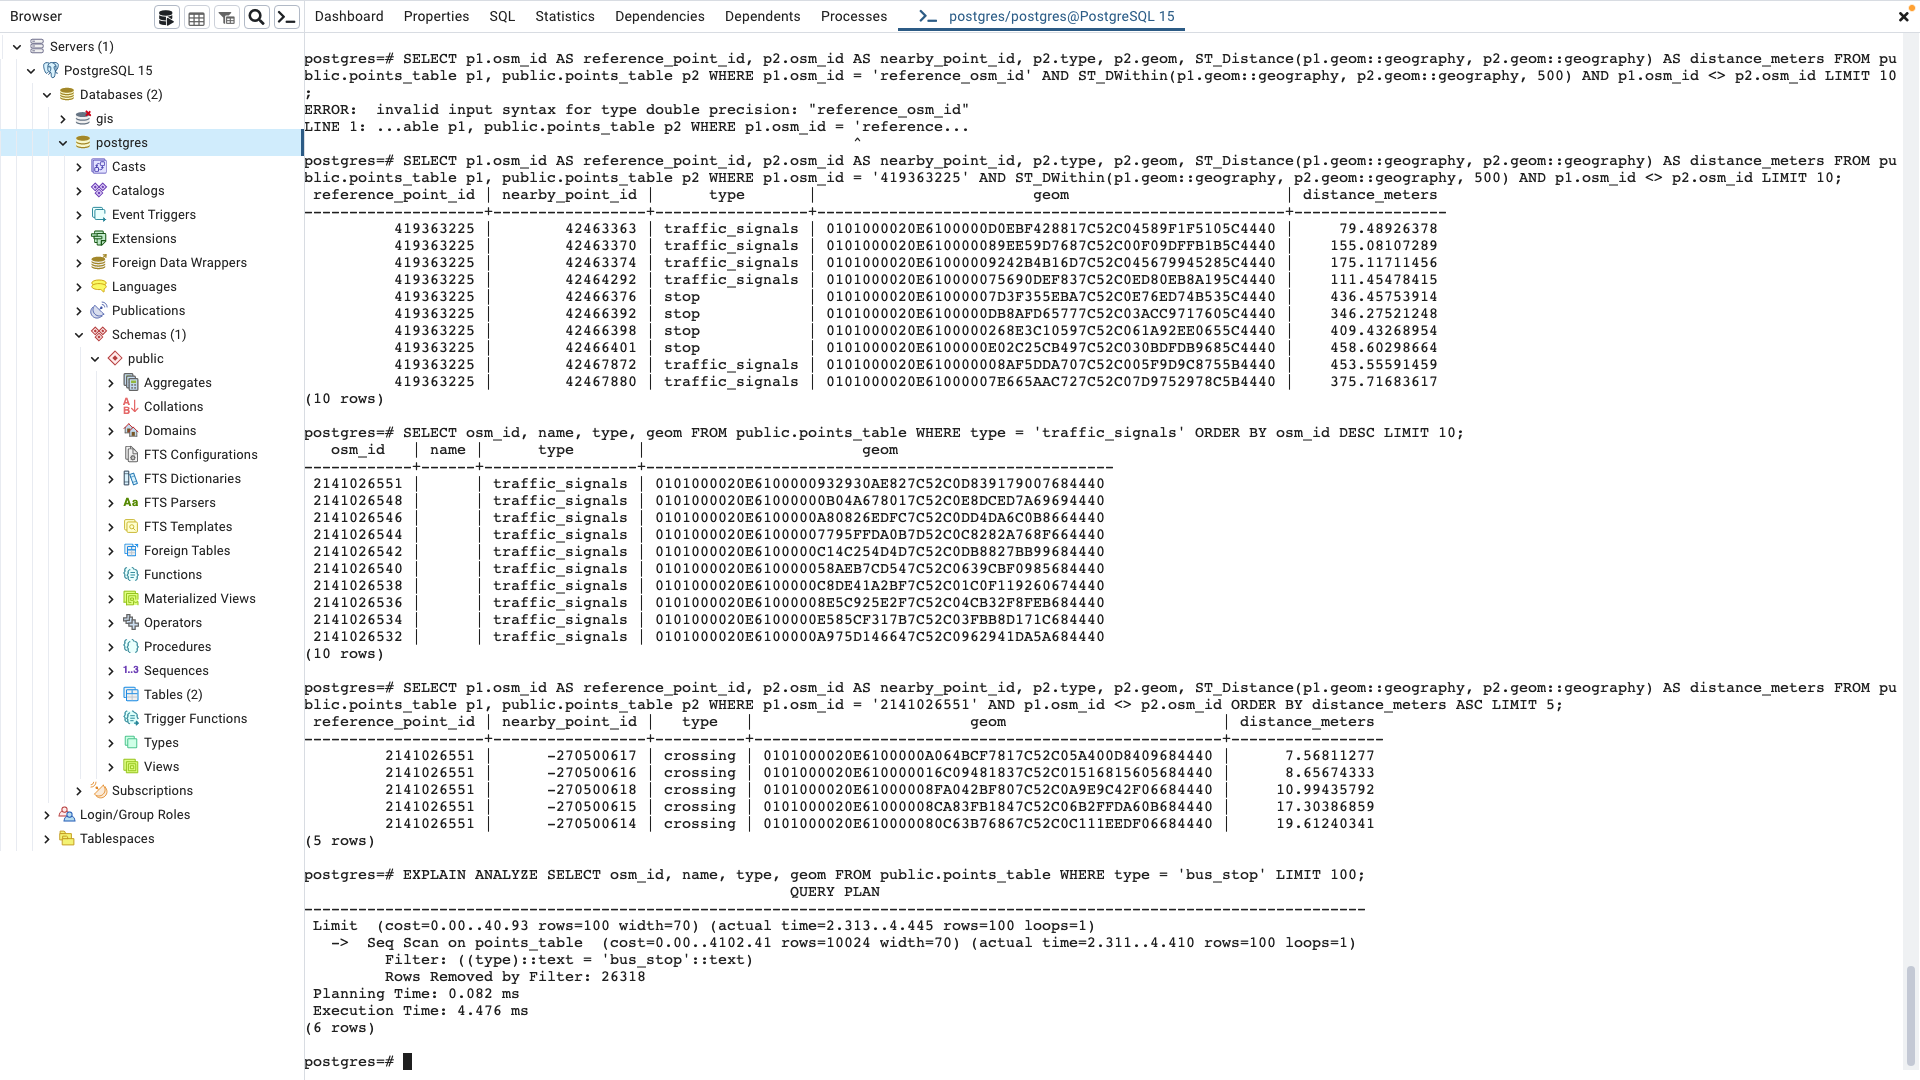 Browser
Dashboard Properties SQL Statistics Dependencies Dependents Processes postgres/postgres@PostgreSQL 15
Servers (1)
PostgreSQL 15
Databases (2)
gis
postgres
Casts
Catalogs
Event Triggers
Extensions
Foreign Data Wrappers
Languages
Publications
Schemas (1)
public
Aggregates
Collations
Domains
FTS Configurations
FTS Dictionaries
FTS Parsers
FTS Templates
Foreign Tables
Functions
Materialized Views
Operators
Procedures
Sequences
Tables (2)
Trigger Functions
Types
Views
Subscriptions
Login/Group Roles
Tablespaces
postgres=# SELECT p1.osm_id AS reference_point_id, p2.osm_id AS nearby_point_id, p2.type, p2.geom, ST_Distance(p1.geom::geography, p2.geom::geography) AS distance_meters FROM pu
blic.points_table p1, public.points_table p2 WHERE p1.osm_id = 'reference_osm_id' AND ST_DWithin(p1.geom::geography, p2.geom::geography, 500) AND p1.osm_id <> p2.osm_id LIMIT 10
;
ERROR:  invalid input syntax for type double precision: "reference_osm_id"
LINE 1: ...able p1, public.points_table p2 WHERE p1.osm_id = 'reference...
^
postgres=# SELECT p1.osm_id AS reference_point_id, p2.osm_id AS nearby_point_id, p2.type, p2.geom, ST_Distance(p1.geom::geography, p2.geom::geography) AS distance_meters FROM pu
blic.points_table p1, public.points_table p2 WHERE p1.osm_id = '419363225' AND ST_DWithin(p1.geom::geography, p2.geom::geography, 500) AND p1.osm_id <> p2.osm_id LIMIT 10;
reference_point_id | nearby_point_id | type | geom | distance_meters
419363225 | 42463363 | traffic_signals | 0101000020E6100000D0EBF428817C52C04589F1F5105C4440 | 79.48926378
419363225 | 42463370 | traffic_signals | 0101000020E610000089EE59D7687C52C00F09DFFB1B5C4440 | 155.08107289
419363225 | 42463374 | traffic_signals | 0101000020E61000009242B4B16D7C52C045679945285C4440 | 175.11711456
419363225 | 42464292 | traffic_signals | 0101000020E610000075690DEF837C52C0ED80EB8A195C4440 | 111.45478415
419363225 | 42466376 | stop | 0101000020E61000007D3F355EBA7C52C0E76ED74B535C4440 | 436.45753914
419363225 | 42466392 | stop | 0101000020E6100000DB8AFD65777C52C03ACC9717605C4440 | 346.27521248
419363225 | 42466398 | stop | 0101000020E6100000268E3C10597C52C061A92EE0655C4440 | 409.43268954
419363225 | 42466401 | stop | 0101000020E6100000E02C25CB497C52C030BDFDB9685C4440 | 458.60298664
419363225 | 42467872 | traffic_signals | 0101000020E61000008AF5DDA707C52C005F9D9C8755B4440 | 453.55591459
419363225 | 42467880 | traffic_signals | 0101000020E61000007E665AAC727C52C07D9752978C5B4440 | 375.71683617
(10 rows)
postgres=# SELECT osm_id, name, type, geom FROM public.points_table WHERE type = 'traffic_signals' ORDER BY osm_id DESC LIMIT 10;
osm_id | name | type | geom
2141026551 | | traffic_signals | 0101000020E6100000932930AE827C52C0D839179007684440
2141026548 | | traffic_signals | 0101000020E6100000B04A678017C52C0E8DCED7A69694440
2141026546 | | traffic_signals | 0101000020E6100000A80826EDFC7C52C0DD4DA6C0B8664440
2141026544 | | traffic_signals | 0101000020E61000007795FFDA0B7D52C0C8282A768F664440
2141026542 | | traffic_signals | 0101000020E6100000C14C254D4D7C52C0DB8827BB99684440
2141026540 | | traffic_signals | 0101000020E610000058AEB7CD547C52C0639CBF0985684440
2141026538 | | traffic_signals | 0101000020E6100000C8DE41A2BF7C52C01C0F119260674440
2141026536 | | traffic_signals | 0101000020E61000008E5C925E2F7C52C04CB32F8FEB684440
2141026534 | | traffic_signals | 0101000020E6100000E585CF317B7C52C03FBB8D171C684440
2141026532 | | traffic_signals | 0101000020E6100000A975D146647C52C0962941DA5A684440
(10 rows)
postgres=# SELECT p1.osm_id AS reference_point_id, p2.osm_id AS nearby_point_id, p2.type, p2.geom, ST_Distance(p1.geom::geography, p2.geom::geography) AS distance_meters FROM pu
blic.points_table p1, public.points_table p2 WHERE p1.osm_id = '2141026551' AND p1.osm_id <> p2.osm_id ORDER BY distance_meters ASC LIMIT 5;
reference_point_id | nearby_point_id | type | geom | distance_meters
2141026551 | -270500617 | crossing | 0101000020E6100000A064BCF7817C52C05A400D8409684440 | 7.56811277
2141026551 | -270500616 | crossing | 0101000020E610000016C09481837C52C01516815605684440 | 8.65674333
2141026551 | -270500618 | crossing | 0101000020E61000008FA042BF807C52C0A9E9C42F06684440 | 10.99435792
2141026551 | -270500615 | crossing | 0101000020E61000008CA83FB1847C52C06B2FFDA60B684440 | 17.30386859
2141026551 | -270500614 | crossing | 0101000020E610000080C63B76867C52C0C111EEDF06684440 | 19.61240341
(5 rows)
postgres=# EXPLAIN ANALYZE SELECT osm_id, name, type, geom FROM public.points_table WHERE type = 'bus_stop' LIMIT 100;
QUERY PLAN
Limit  (cost=0.00..40.93 rows=100 width=70) (actual time=2.313..4.445 rows=100 loops=1)
->  Seq Scan on points_table  (cost=0.00..4102.41 rows=10024 width=70) (actual time=2.311..4.410 rows=100 loops=1)
Filter: ((type)::text = 'bus_stop'::text)
Rows Removed by Filter: 26318
Planning Time: 0.082 ms
Execution Time: 4.476 ms
(6 rows)
postgres=#